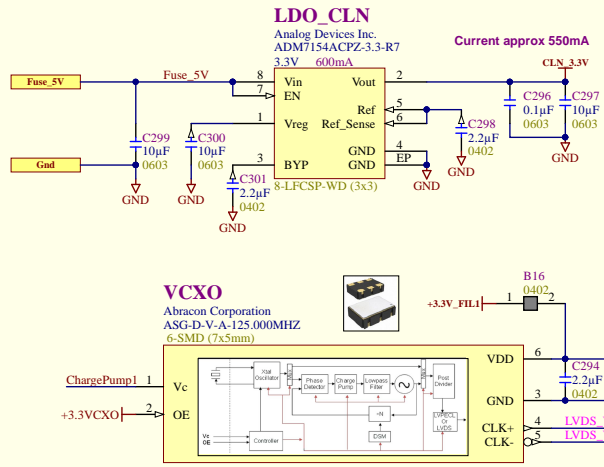 LDO_CLN
Analog Devices Inc.
ADM7154ACPZ-3.3-R7
3.3V 600mA
Current approx 550mA
CLN_3.3V
Fuse_5V
Fuse_5V
8 Vin
7 EN
Vout 2
Ref 5
Ref_Sense 6
1 Vreg
GND 4
GND EP
3 BYP
8-LFCSP-WD (3x3)
C299
10µF
0603
C300
10µF
0603
C301
2.2µF
0402
C298
2.2µF
0402
C296
0.1µF
0603
C297
10µF
0603
Gnd
GND
GND
GND
GND
GND
GND
VCXO
Abracon Corporation
ASG-D-V-A-125.000MHZ
6-SMD (7x5mm)
B16
0402
+3.3V_FIL1 1 2
ChargePump1 1 Vc
+3.3VCXO 2 OE
VDD 6
C294
2.2µF
0402
GND 3
CLK+ 4 LVDS_
CLK- 5 LVDS_
Xtal
Oscillator
Phase
Detector
Charge
Pump
Lowpass
Filter
Post
Divider
÷N
DSM
LVPECL
Or
LVDS
Vc
OE
Controller